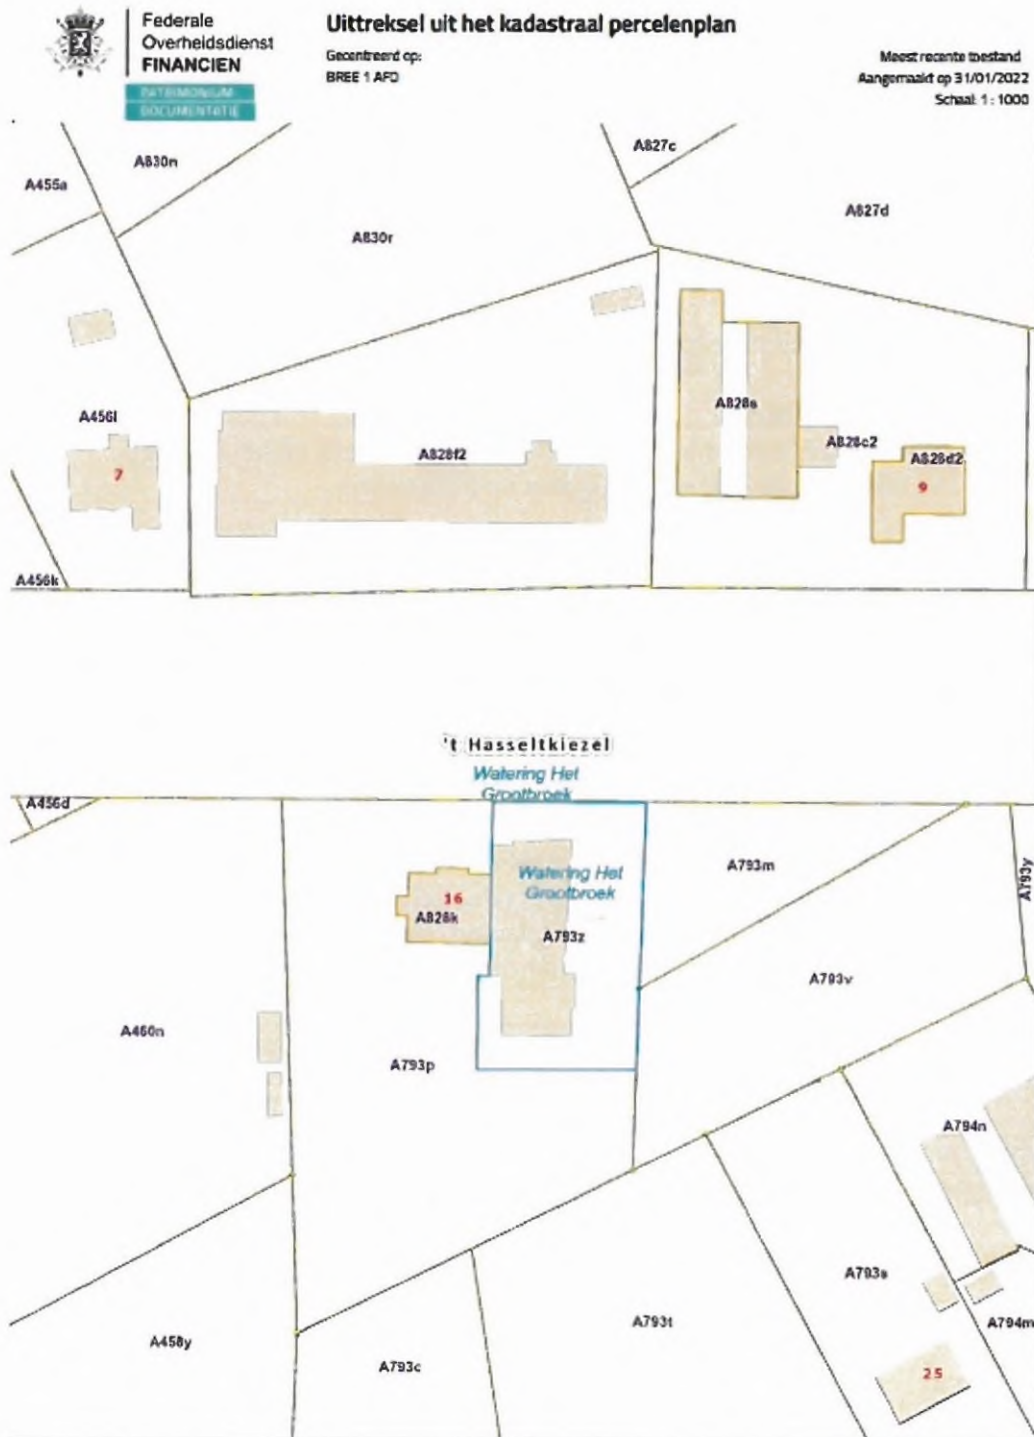 Federale
Overheidsdienst
FINANCIEN
PATRIMONIUM
DOCUMENTATIE
Uittreksel uit het kadastraal percelenplan
Gecentreerd op:
BREE 1 AFD
Meest recente toestand
Aangemaakt op 31/01/2022
Schaal: 1: 1000
A827c
A830n
A455a
A827d
A830r
A828s
A456l
A828c2
A828f2
A828d2
7
9
A456k
't Hasseltkiezel
Watering Het
Grootbroek
A456d
A793m
Watering Het
Grootbroek
A793y
16
A828k
A793z
A793v
A460n
A793p
A794n
A793s
A793t
A794m
A458y
A793c
25